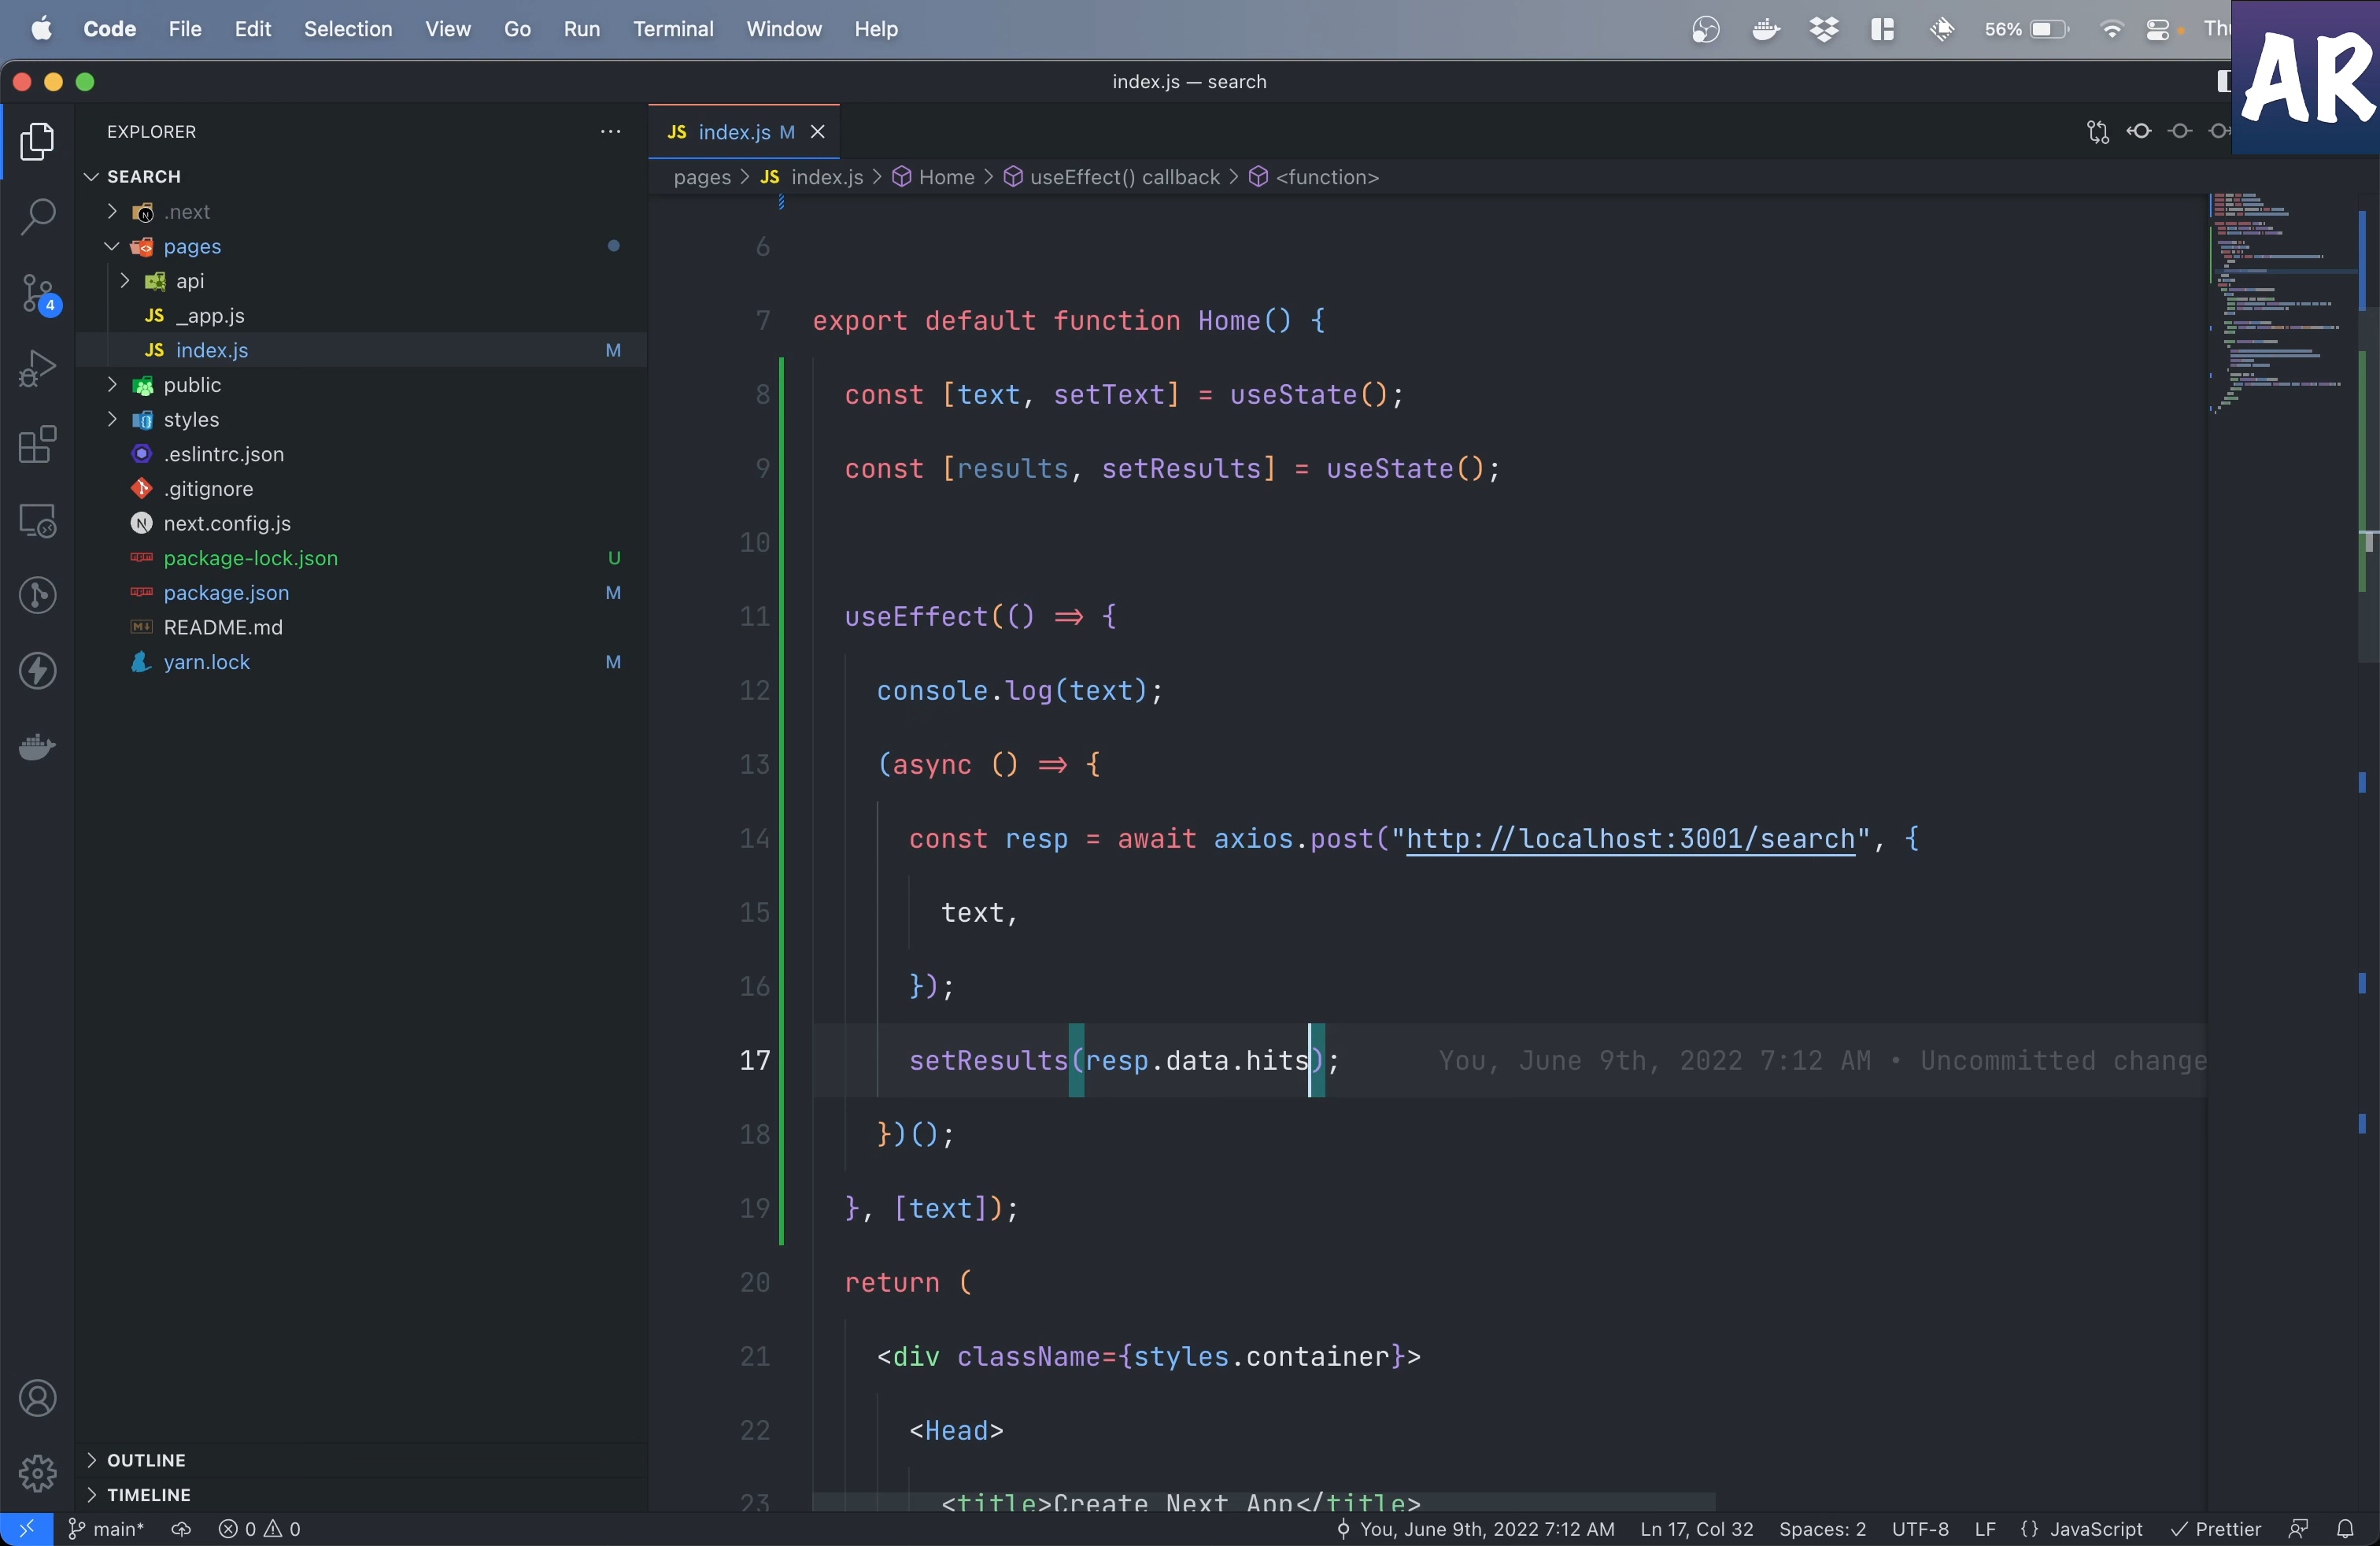 Code File Edit Selection View Go Run Terminal Window Help 56%
AR
index.js — search
EXPLORER
JS index.js M
SEARCH
pages > JS index.js > Home > useEffect() callback > <function>
.next
pages
api
JS _app.js
JS index.js M
public
styles
.eslintrc.json
.gitignore
next.config.js
package-lock.json U
package.json M
README.md
yarn.lock M
4
6
7 export default function Home() {
8 const [text, setText] = useState();
9 const [results, setResults] = useState();
10
11 useEffect(() => {
12 console.log(text);
13 (async () => {
14 const resp = await axios.post("http://localhost:3001/search", {
15 text,
16 });
17 setResults(resp.data.hits); You, June 9th, 2022 7:12 AM • Uncommitted change
18 })();
19 }, [text]);
20 return (
21 <div className={styles.container}>
22 <Head>
23 <title>Create Next App</title>
OUTLINE
TIMELINE
main* 0 0 You, June 9th, 2022 7:12 AM Ln 17, Col 32 Spaces: 2 UTF-8 LF {} JavaScript Prettier